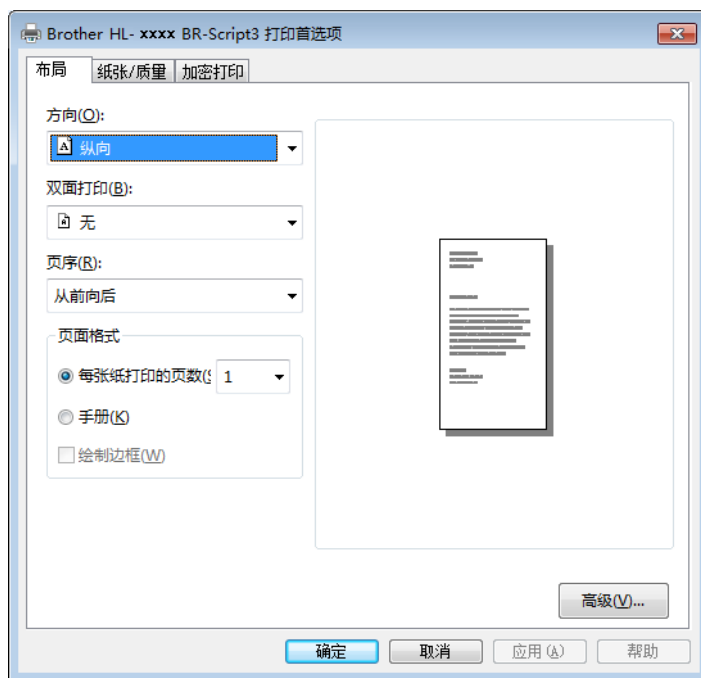 Brother HL- xxxx BR-Script3 打印首选项
布局 纸张/质量 加密打印
方向(O):
A 纵向
双面打印(B):
无
页序(R):
从前向后
页面格式
每张纸打印的页数( 1
手册(K)
绘制边框(W)
高级(V)...
确定 取消 应用(A) 帮助